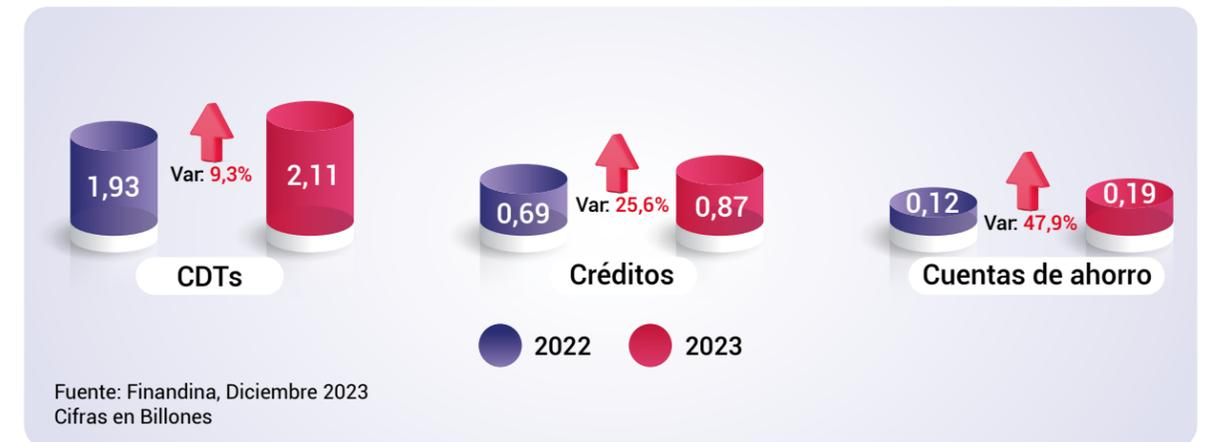 1,93
Var: 9,3%
2,11
CDTs
0,69
Var: 25,6%
0,87
Créditos
0,12
Var: 47,9%
0,19
Cuentas de ahorro
2022
2023
Fuente: Finandina, Diciembre 2023
Cifras en Billones